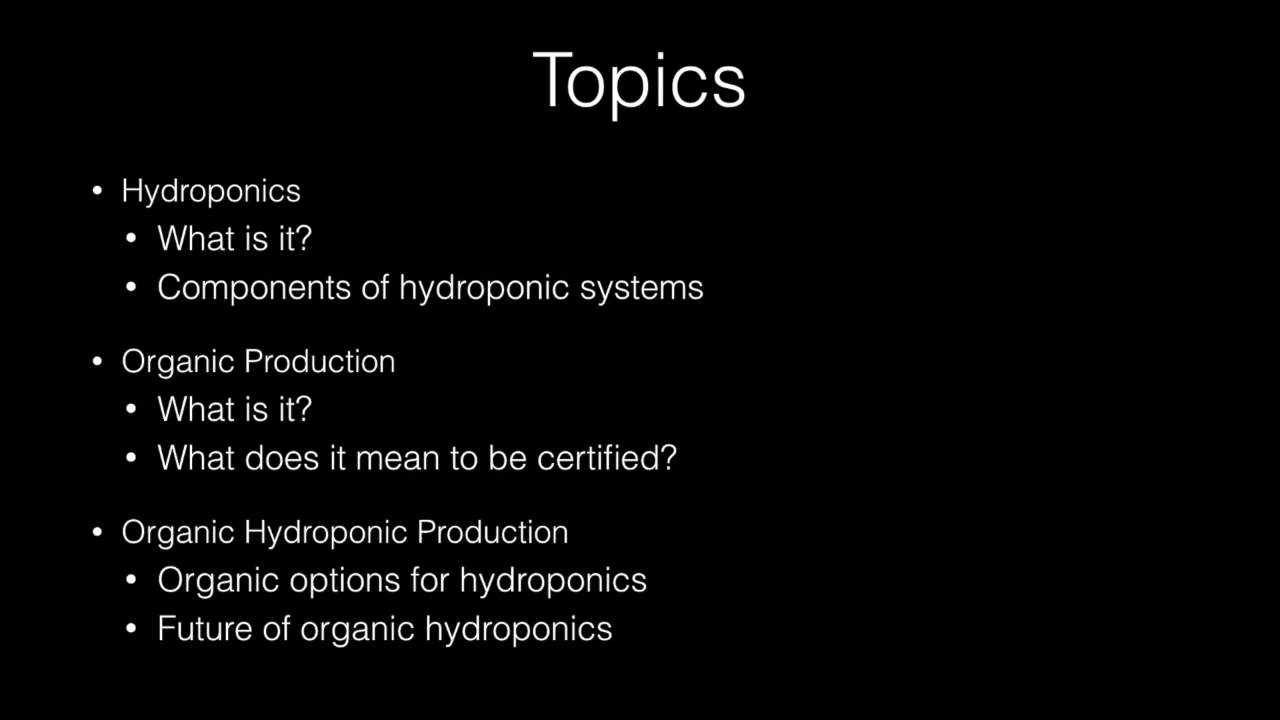 Topics
• Hydroponics
• What is it?
• Components of hydroponic systems
• Organic Production
• What is it?
• What does it mean to be certified?
• Organic Hydroponic Production
• Organic options for hydroponics
• Future of organic hydroponics